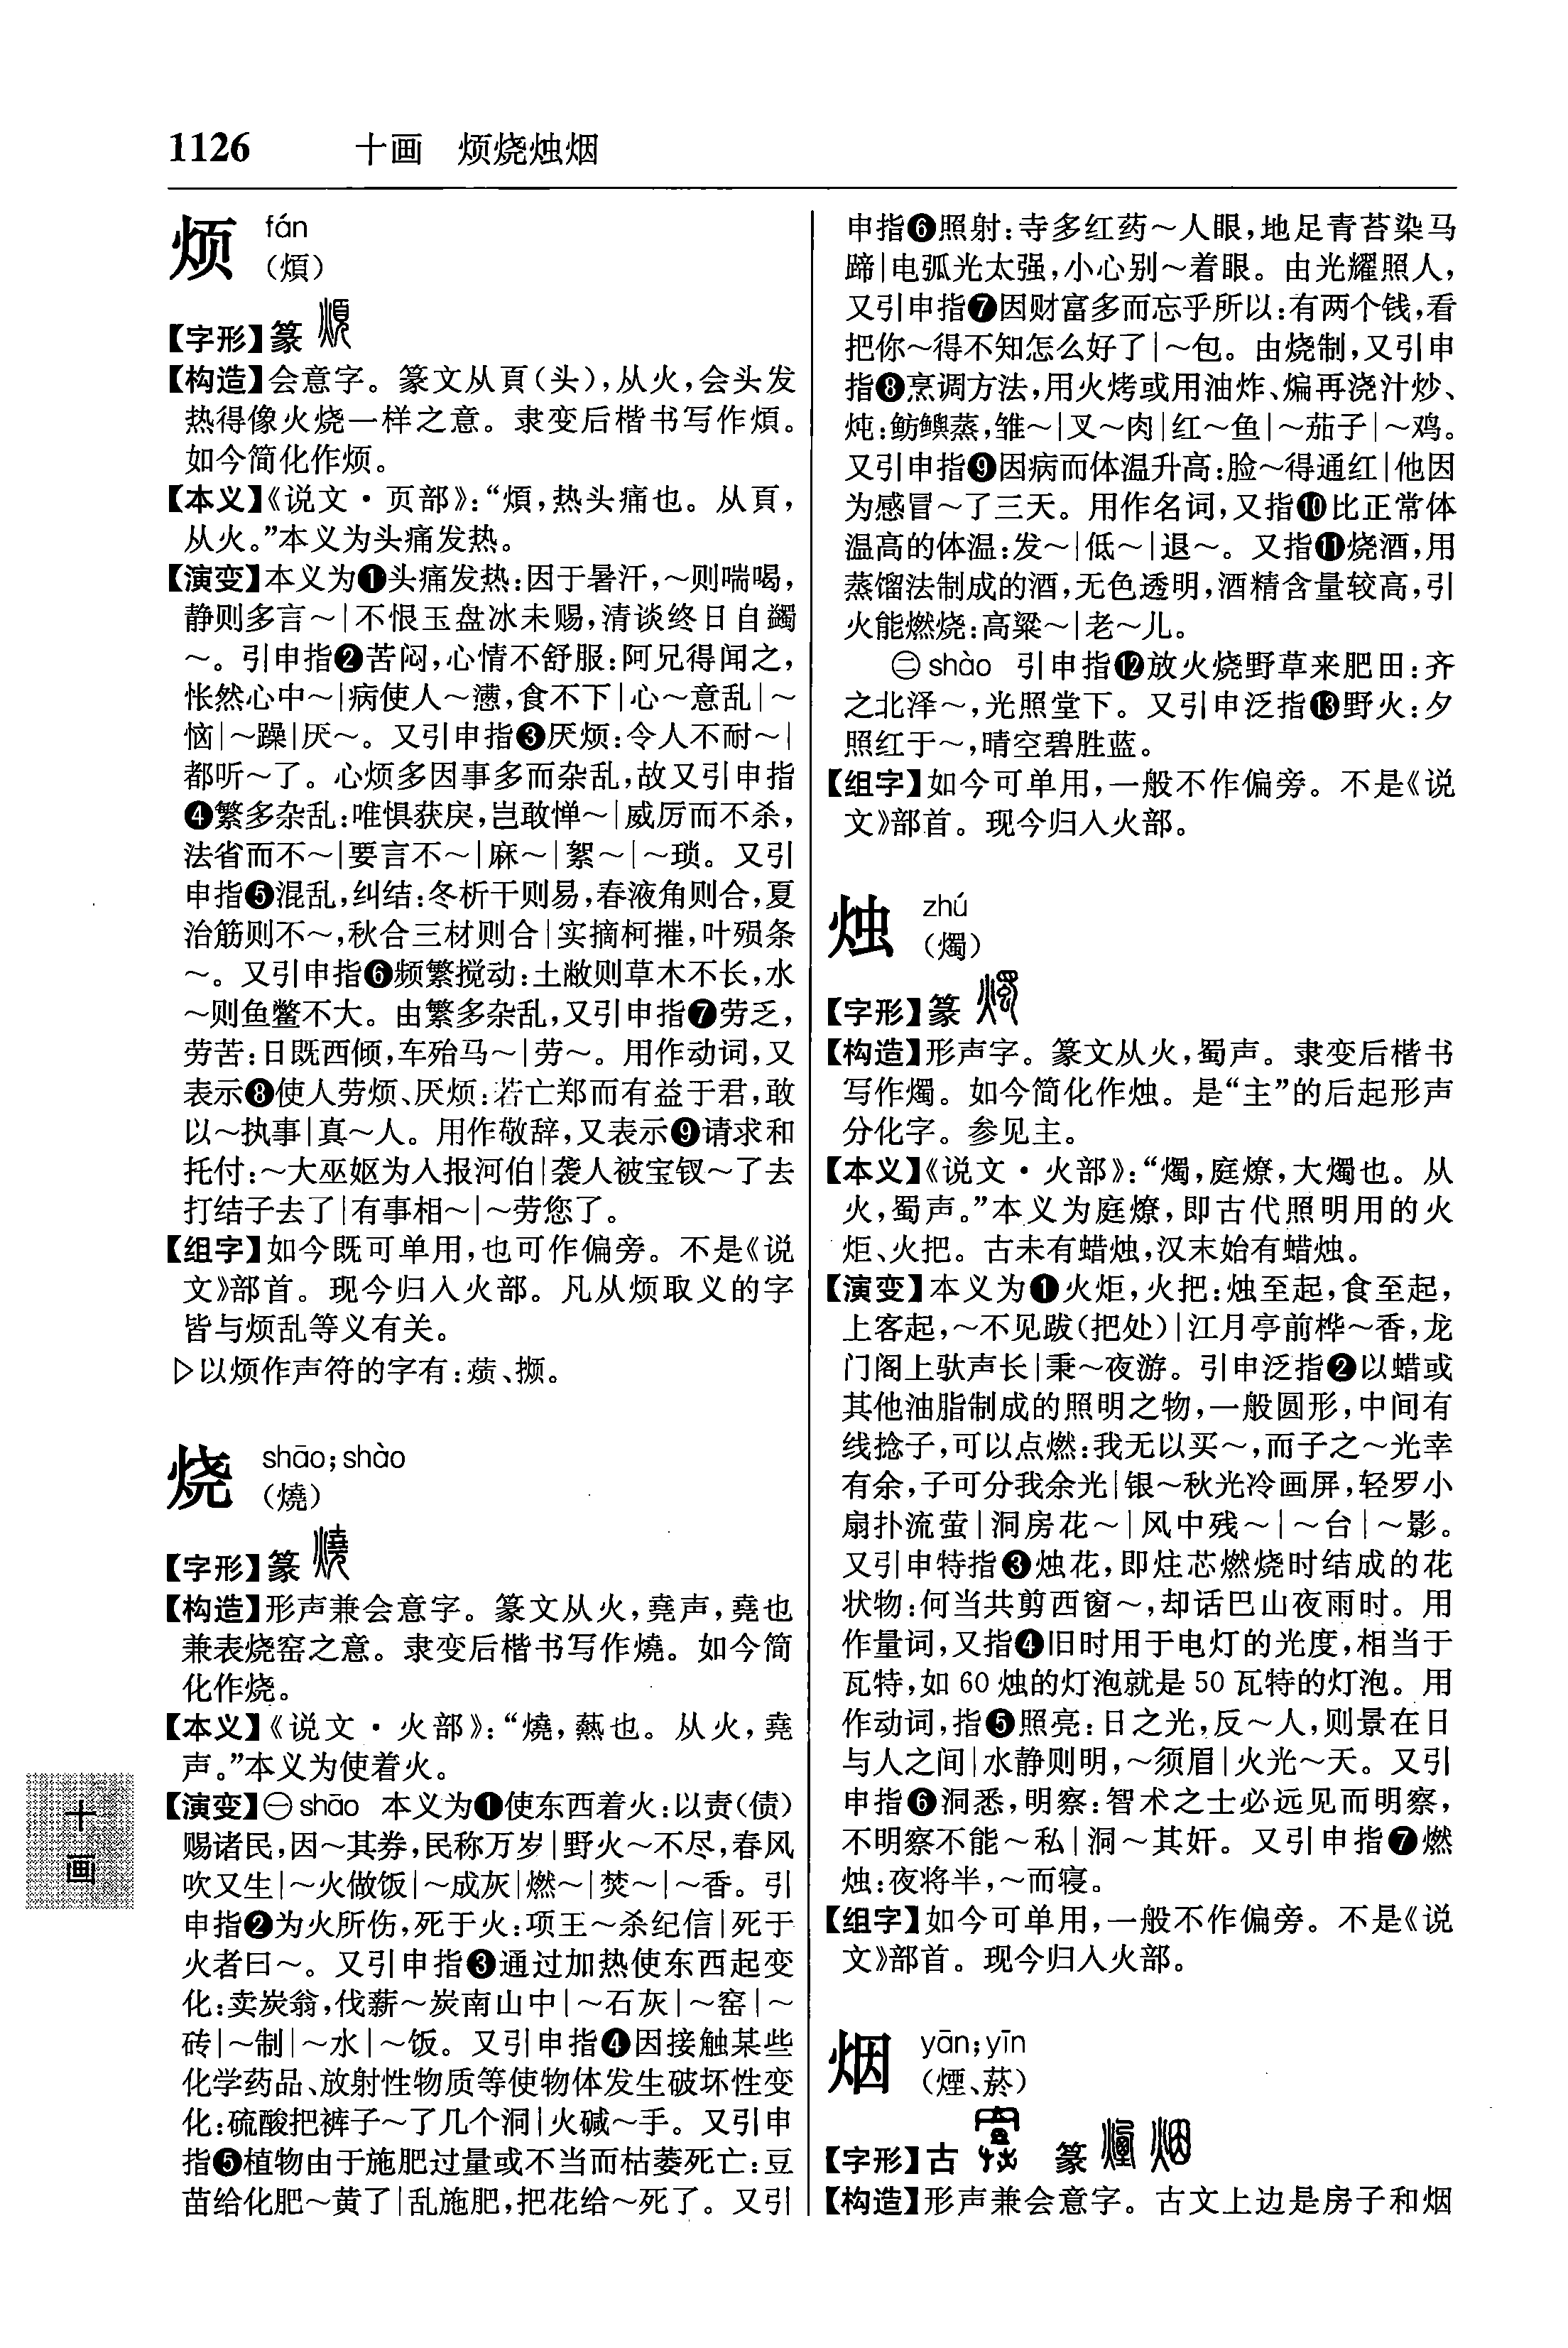 1126 十画 烦烧烛烟
烦 fán
（煩）
【字形】篆
【构造】会意字。篆文从頁（头），从火，会头发
热得像火烧一样之意。隶变后楷书写作煩。
如今简化作烦。
【本义】《说文·页部》：“煩，热头痛也。从頁，
从火。”本义为头痛发热。
【演变】本义为❶头痛发热：因于暑汗，～则喘喝，
静则多言～|不恨玉盘冰未赐，清谈终日自蠲
～。引申指❷苦闷，心情不舒服：阿兄得闻之，
怅然心中～|病使人～懑，食不下|心～意乱|～
恼|～躁|厌～。又引申指❸厌烦：令人不耐～|
都听～了。心烦多因事多而杂乱，故又引申指
❹繁多杂乱：唯惧获戾，岂敢惮～|威厉而不杀，
法省而不～|要言不～|麻～|絮～|～琐。又引
申指❺混乱，纠结：冬析干则易，春液角则合，夏
治筋则不～，秋合三材则合|实摘柯摧，叶殒条
～。又引申指❻频繁搅动：土敝则草木不长，水
～则鱼鳖不大。由繁多杂乱，又引申指❼劳乏，
劳苦：日既西倾，车殆马～|劳～。用作动词，又
表示❽使人劳烦、厌烦：若亡郑而有益于君，敢
以～执事|真～人。用作敬辞，又表示❾请求和
托付：～大巫妪为入报河伯|袭人被宝钗～了去
打结子去了|有事相～|～劳您了。
【组字】如今既可单用，也可作偏旁。不是《说
文》部首。现今归入火部。凡从烦取义的字
皆与烦乱等义有关。
▷以烦作声符的字有：薠、𢶃。
烧 shāo；shào
（燒）
【字形】篆
【构造】形声兼会意字。篆文从火，堯声，堯也
兼表烧窑之意。隶变后楷书写作燒。如今简
化作烧。
【本义】《说文·火部》：“燒，爇也。从火，堯
声。”本义为使着火。
【演变】㊀shāo 本义为❶使东西着火：以责（债）
赐诸民，因～其券，民称万岁|野火～不尽，春风
吹又生|～火做饭|～成灰|燃～|焚～|～香。引
申指❷为火所伤，死于火：项王～杀纪信|死于
火者曰～。又引申指❸通过加热使东西起变
化：卖炭翁，伐薪～炭南山中|～石灰|～窑|～
砖|～制|～水|～饭。又引申指❹因接触某些
化学药品、放射性物质等使物体发生破坏性变
化：硫酸把裤子～了几个洞|火碱～手。又引申
指❺植物由于施肥过量或不当而枯萎死亡：豆
苗给化肥～黄了|乱施肥，把花给～死了。又引
申指❻照射：寺多红药～人眼，地足青苔染马
蹄|电弧光太强，小心别～着眼。由光耀照人，
又引申指❼因财富多而忘乎所以：有两个钱，看
把你～得不知怎么好了|～包。由烧制，又引申
指❽烹调方法，用火烤或用油炸、煸再浇汁炒、
炖：鲂鱮蒸，雏～|叉～肉|红～鱼|～茄子|～鸡。
又引申指❾因病而体温升高：脸～得通红|他因
为感冒～了三天。用作名词，又指❿比正常体
温高的体温：发～|低～|退～。又指⓫烧酒，用
蒸馏法制成的酒，无色透明，酒精含量较高，引
火能燃烧：高粱～|老～儿。
㊁shào 引申指⓬放火烧野草来肥田：齐
之北泽～，光照堂下。又引申泛指⓭野火：夕
照红于～，晴空碧胜蓝。
【组字】如今可单用，一般不作偏旁。不是《说
文》部首。现今归入火部。
烛 zhú
（燭）
【字形】篆
【构造】形声字。篆文从火，蜀声。隶变后楷书
写作燭。如今简化作烛。是“主”的后起形声
分化字。参见主。
【本义】《说文·火部》：“燭，庭燎，大燭也。从
火，蜀声。”本义为庭燎，即古代照明用的火
炬、火把。古未有蜡烛，汉末始有蜡烛。
【演变】本义为❶火炬，火把：烛至起，食至起，
上客起，～不见跋（把处）|江月亭前桦～香，龙
门阁上驮声长|秉～夜游。引申泛指❷以蜡或
其他油脂制成的照明之物，一般圆形，中间有
线捻子，可以点燃：我无以买～，而子之～光幸
有余，子可分我余光|银～秋光冷画屏，轻罗小
扇扑流萤|洞房花～|风中残～|～台|～影。
又引申特指❸烛花，即炷芯燃烧时结成的花
状物：何当共剪西窗～，却话巴山夜雨时。用
作量词，又指❹旧时用于电灯的光度，相当于
瓦特，如 60 烛的灯泡就是 50 瓦特的灯泡。用
作动词，指❺照亮：日之光，反～人，则景在日
与人之间|水静则明，～须眉|火光～天。又引
申指❻洞悉，明察：智术之士必远见而明察，
不明察不能～私|洞～其奸。又引申指❼燃
烛：夜将半，～而寝。
【组字】如今可单用，一般不作偏旁。不是《说
文》部首。现今归入火部。
烟 yān；yīn
（煙、菸）
【字形】古 篆
【构造】形声兼会意字。古文上边是房子和烟
十画